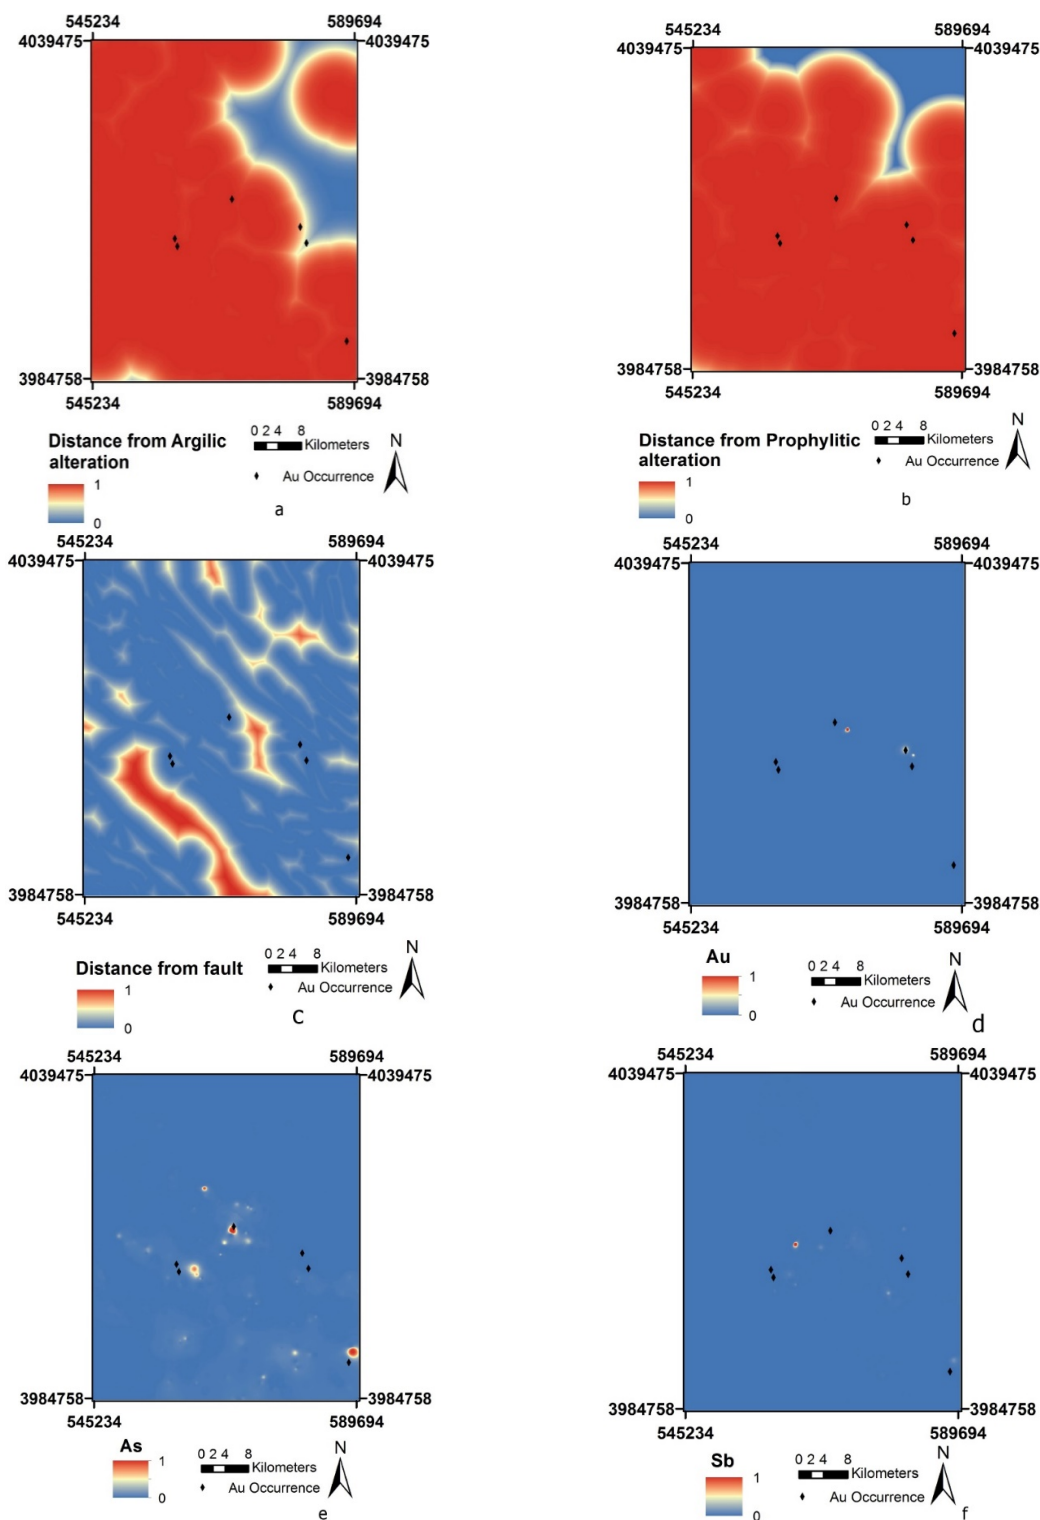 545234 589694
4039475 4039475
3984758 3984758
545234 589694
Distance from Argilic
alteration
0 2 4 8
Kilometers
N
Au Occurrence
1
0
a
545234 589694
4039475 4039475
3984758 3984758
545234 589694
Distance from Prophylitic
alteration
0 2 4 8
Kilometers
N
Au Occurrence
1
0
b
545234 589694
4039475 4039475
3984758 3984758
545234 589694
Distance from fault
0 2 4 8
Kilometers
N
Au Occurrence
1
0
C
545234 589694
4039475 4039475
3984758 3984758
545234 589694
Au
0 2 4 8
Kilometers
N
Au Occurrence
1
0
d
545234 589694
4039475 4039475
3984758 3984758
545234 589694
As
0 2 4 8
Kilometers
N
Au Occurrence
1
0
e
545234 589694
4039475 4039475
3984758 3984758
545234 589694
Sb
0 2 4 8
Kilometers
N
Au Occurrence
1
0
f